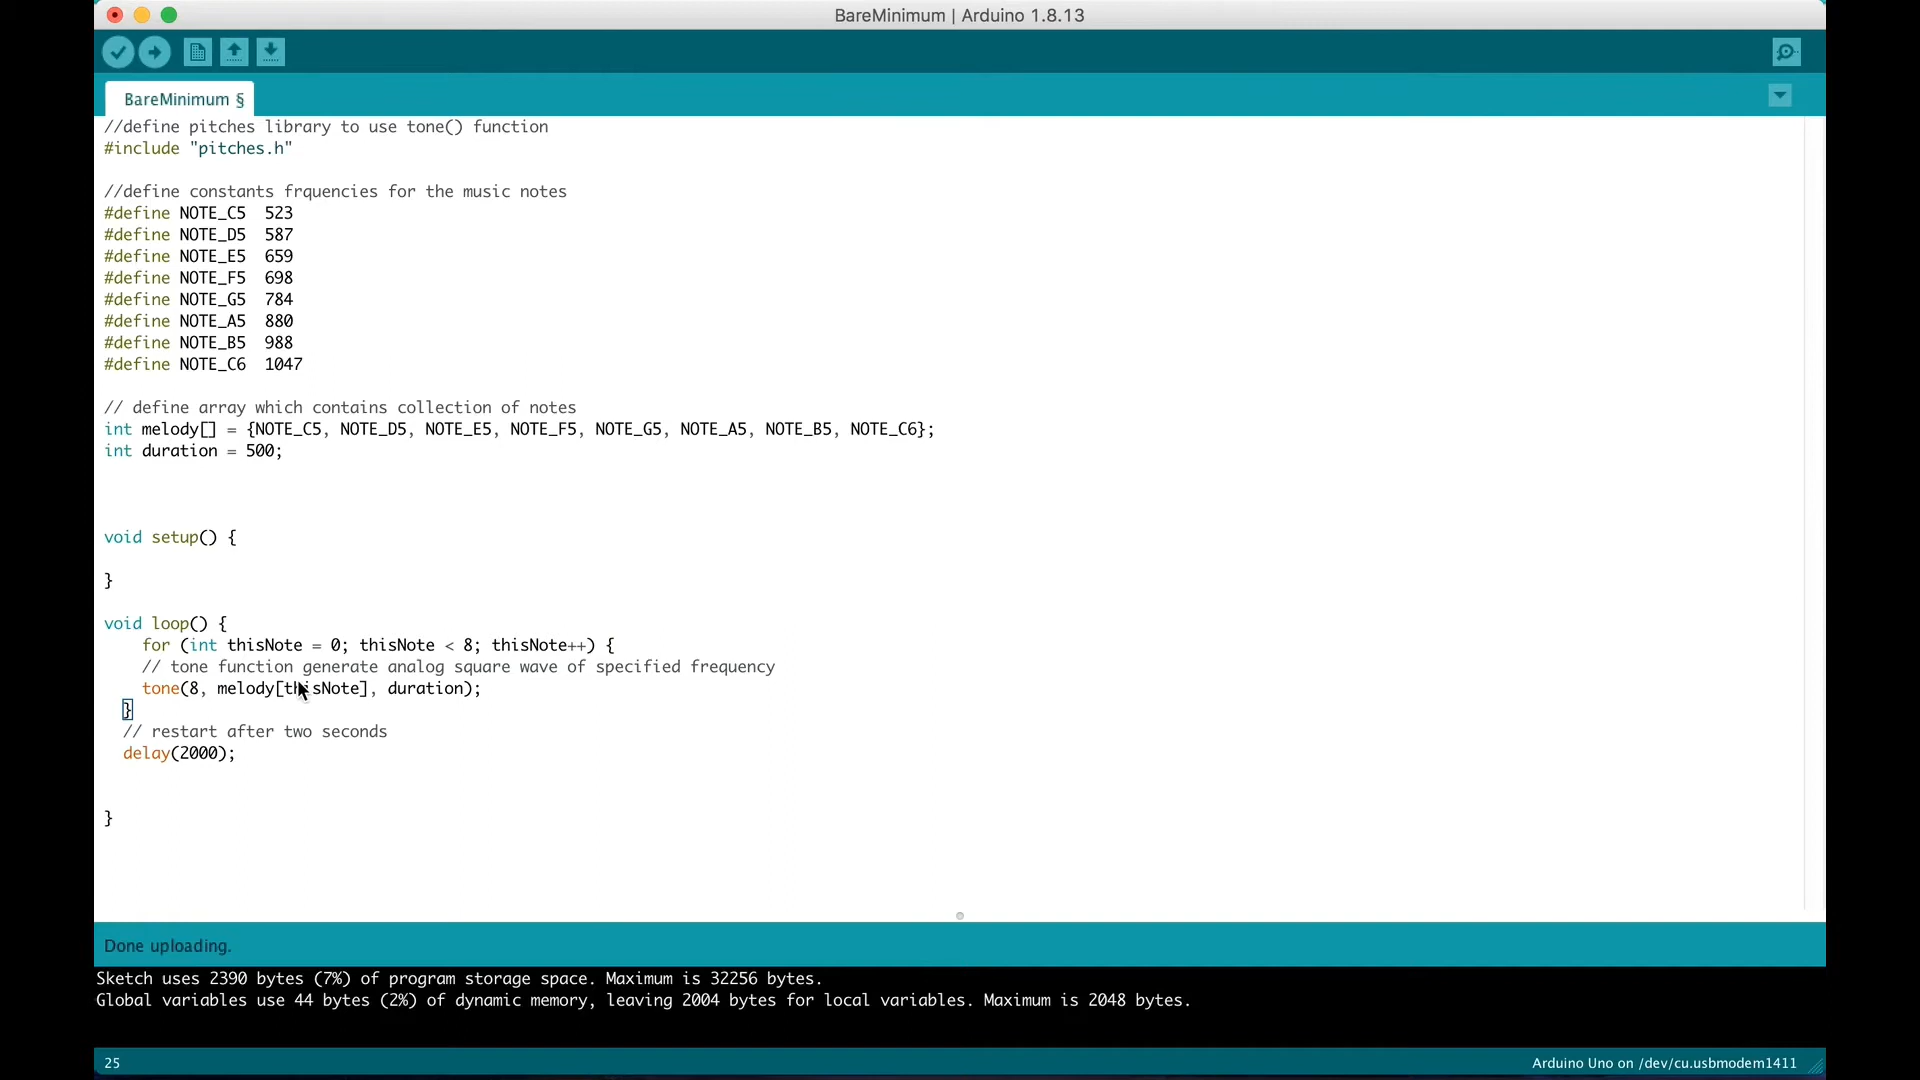 BareMinimum | Arduino 1.8.13
BareMinimum §
//define pitches library to use tone() function
#include "pitches.h"
//define constants frquencies for the music notes
#define NOTE_C5  523
#define NOTE_D5  587
#define NOTE_E5  659
#define NOTE_F5  698
#define NOTE_G5  784
#define NOTE_A5  880
#define NOTE_B5  988
#define NOTE_C6  1047
// define array which contains collection of notes
int melody[] = {NOTE_C5, NOTE_D5, NOTE_E5, NOTE_F5, NOTE_G5, NOTE_A5, NOTE_B5, NOTE_C6};
int duration = 500;
void setup() {
}
void loop() {
for (int thisNote = 0; thisNote < 8; thisNote++) {
// tone function generate analog square wave of specified frequency
tone(8, melody[thisNote], duration);
}
// restart after two seconds
delay(2000);
}
Done uploading.
Sketch uses 2390 bytes (7%) of program storage space. Maximum is 32256 bytes.
Global variables use 44 bytes (2%) of dynamic memory, leaving 2004 bytes for local variables. Maximum is 2048 bytes.
25
Arduino Uno on /dev/cu.usbmodem1411